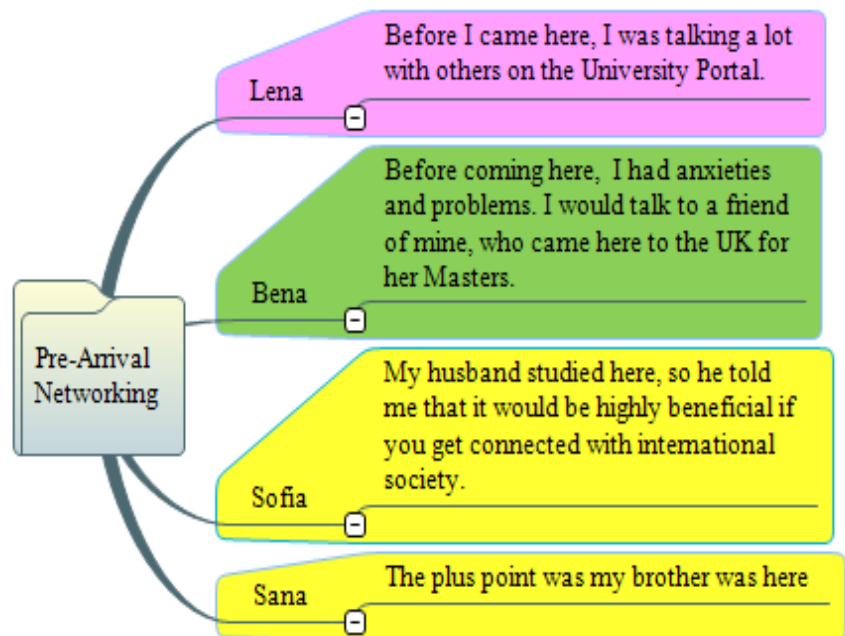 Pre-Arrival
Networking
Lena
Before I came here, I was talking a lot
with others on the University Portal.
Bena
Before coming here, I had anxieties
and problems. I would talk to a friend
of mine, who came here to the UK for
her Masters.
Sofia
My husband studied here, so he told
me that it would be highly beneficial if
you get connected with international
society.
Sana
The plus point was my brother was here